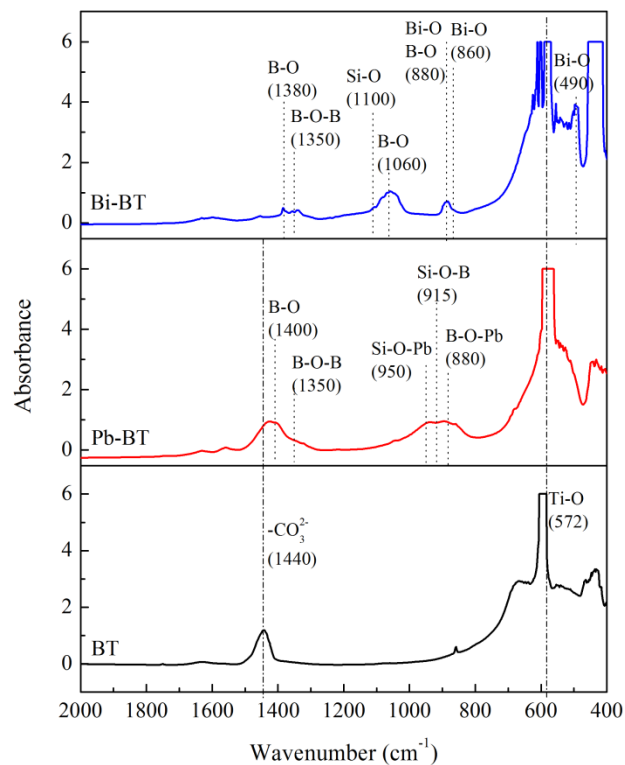 6
4
2
0
B-O
(1380)
B-O-B
(1350)
Si-O
(1100)
B-O
(1060)
Bi-O
B-O
(880)
Bi-O
(860)
Bi-O
(490)
Bi-BT
6
4
2
0
B-O
(1400)
B-O-B
(1350)
Si-O-B
(915)
Si-O-Pb
(950)
B-O-Pb
(880)
Pb-BT
Absorbance
6
4
2
0
-CO₃²⁻
(1440)
Ti-O
(572)
BT
2000 1800 1600 1400 1200 1000 800 600 400
Wavenumber (cm⁻¹)